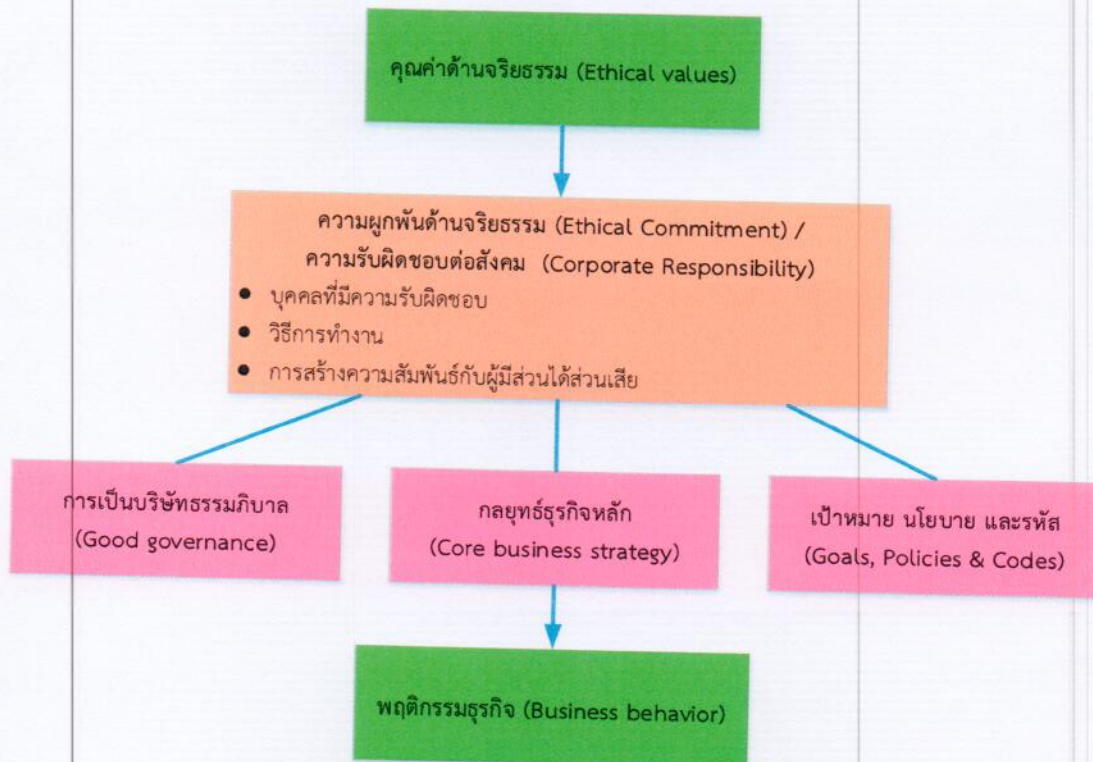 คุณค่าด้านจริยธรรม (Ethical values)
ความผูกพันด้านจริยธรรม (Ethical Commitment) /
ความรับผิดชอบต่อสังคม (Corporate Responsibility)
● บุคคลที่มีความรับผิดชอบ
● วิธีการทำงาน
● การสร้างความสัมพันธ์กับผู้มีส่วนได้ส่วนเสีย
การเป็นบริษัทธรรมภิบาล
(Good governance)
กลยุทธ์ธุรกิจหลัก
(Core business strategy)
เป้าหมาย นโยบาย และรหัส
(Goals, Policies & Codes)
พฤติกรรมธุรกิจ (Business behavior)